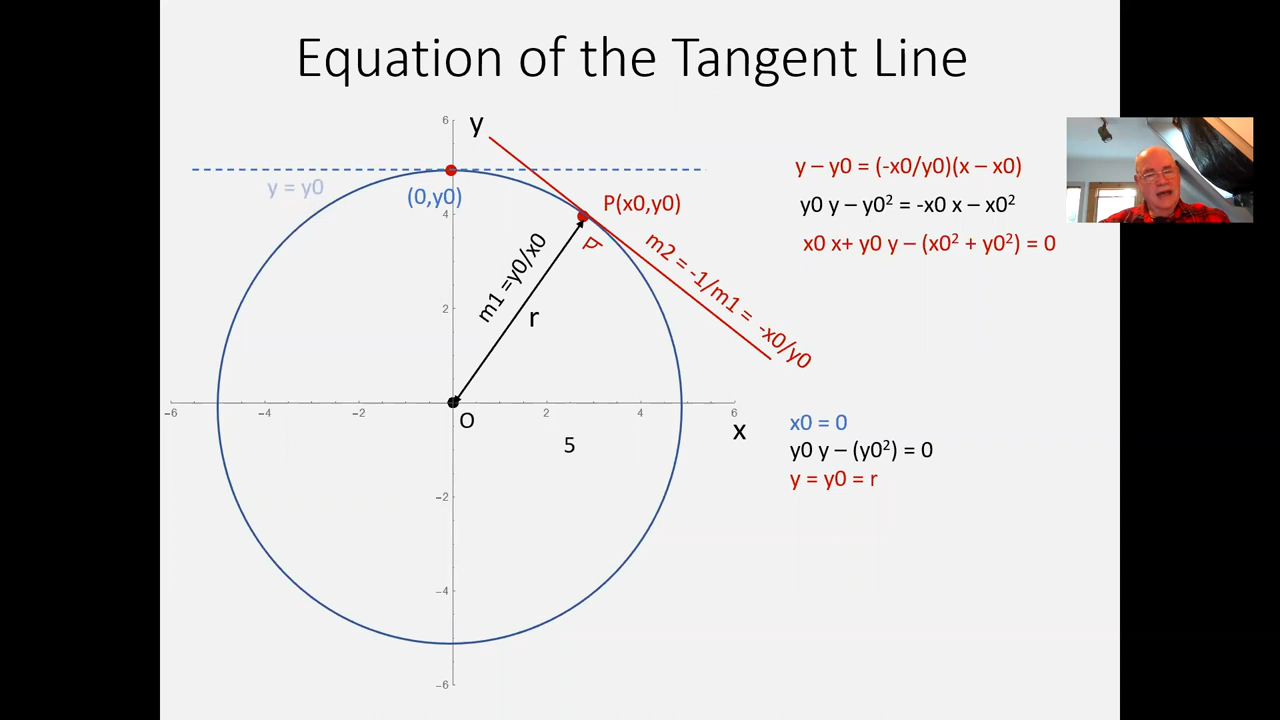 Equation of the Tangent Line
6
y
y = y0
(0,y0)
P(x0,y0)
4
m1 =y0/x0
r
m2 = -1/m1 = -x0/y0
2
-6
-4
-2
O
2
4
6
x
5
−2
−4
−6
y – y0 = (-x0/y0)(x – x0)
y0 y – y0² = -x0 x – x0²
x0 x+ y0 y – (x0² + y0²) = 0
x0 = 0
y0 y – (y0²) = 0
y = y0 = r